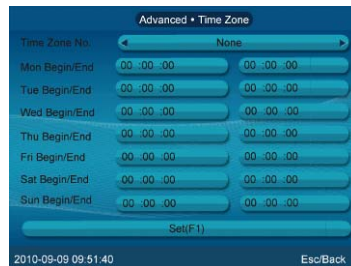 Advanced • Time Zone
Time Zone No. None
Mon Begin/End 00 :00 :00 00 :00 :00
Tue Begin/End 00 :00 :00 00 :00 :00
Wed Begin/End 00 :00 :00 00 :00 :00
Thu Begin/End 00 :00 :00 00 :00 :00
Fri Begin/End 00 :00 :00 00 :00 :00
Sat Begin/End 00 :00 :00 00 :00 :00
Sun Begin/End 00 :00 :00 00 :00 :00
Set(F1)
2010-09-09 09:51:40 Esc/Back